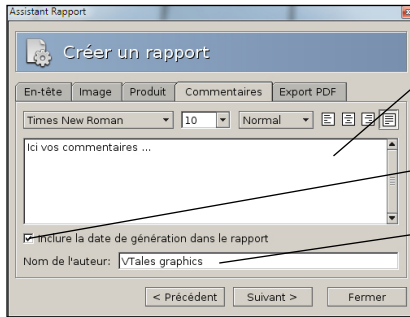 Assistant Rapport
Créer un rapport
En-tête Image Produit Commentaires Export PDF
Times New Roman 10 Normal
Ici vos commentaires ...
Inclure la date de génération dans le rapport
Nom de l'auteur: VTales graphics
< Précédent Suivant > Fermer